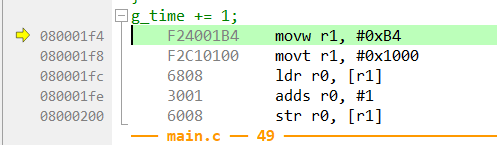 g_time += 1;
080001f4 F24001B4 movw r1, #0xB4
080001f8 F2C10100 movt r1, #0x1000
080001fc 6808 ldr r0, [r1]
080001fe 3001 adds r0, #1
08000200 6008 str r0, [r1]
main.c 49